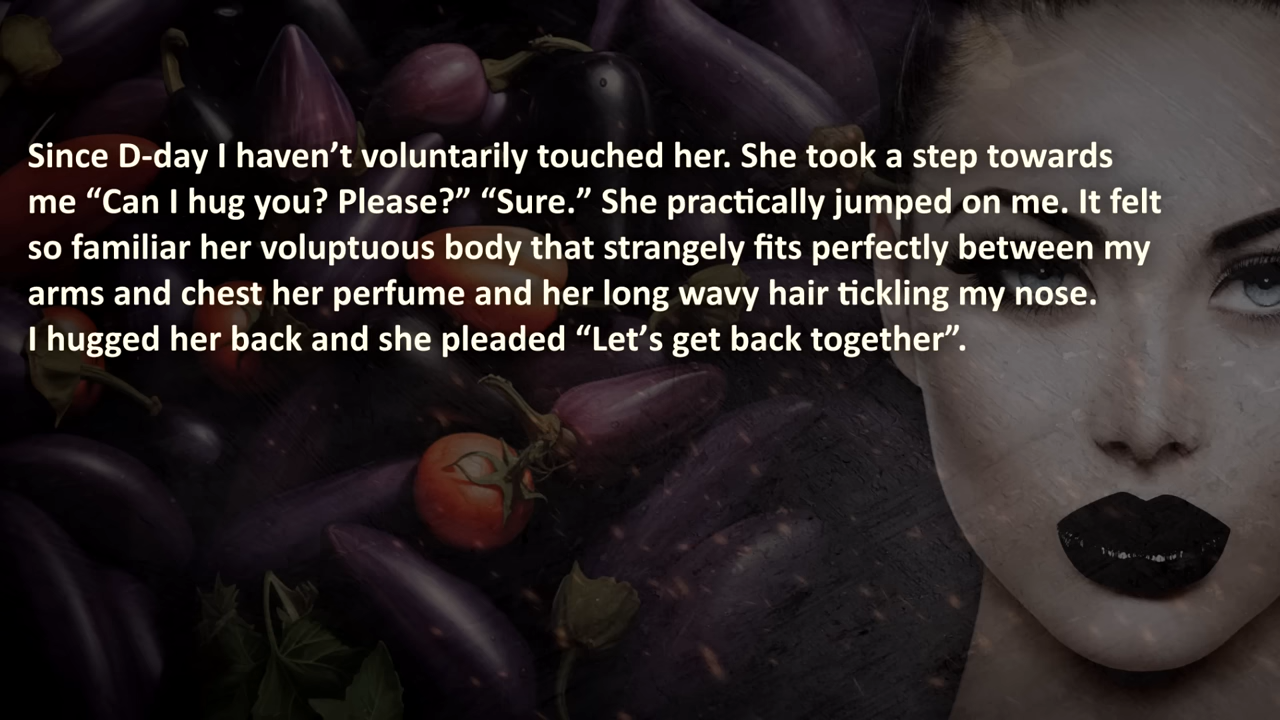 Since D-day I haven’t voluntarily touched her. She took a step towards
me “Can I hug you? Please?” “Sure.” She practically jumped on me. It felt
so familiar her voluptuous body that strangely fits perfectly between my
arms and chest her perfume and her long wavy hair tickling my nose.
I hugged her back and she pleaded “Let’s get back together”.